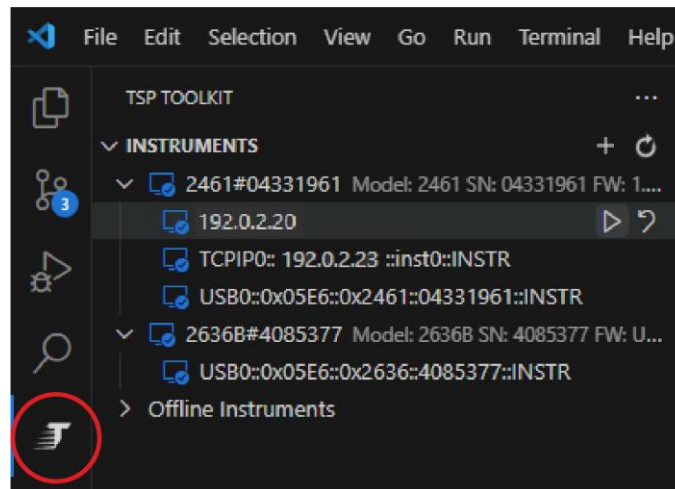 File Edit Selection View Go Run Terminal Help
TSP TOOLKIT ...
INSTRUMENTS
2461#04331961 Model: 2461 SN: 04331961 FW: 1....
3
192.0.2.20
TCPIP0:: 192.0.2.23 ::inst0::INSTR
USB0::0x05E6::0x2461::04331961::INSTR
2636B#4085377 Model: 2636B SN: 4085377 FW: U...
USB0::0x05E6::0x2636::4085377::INSTR
Offline Instruments